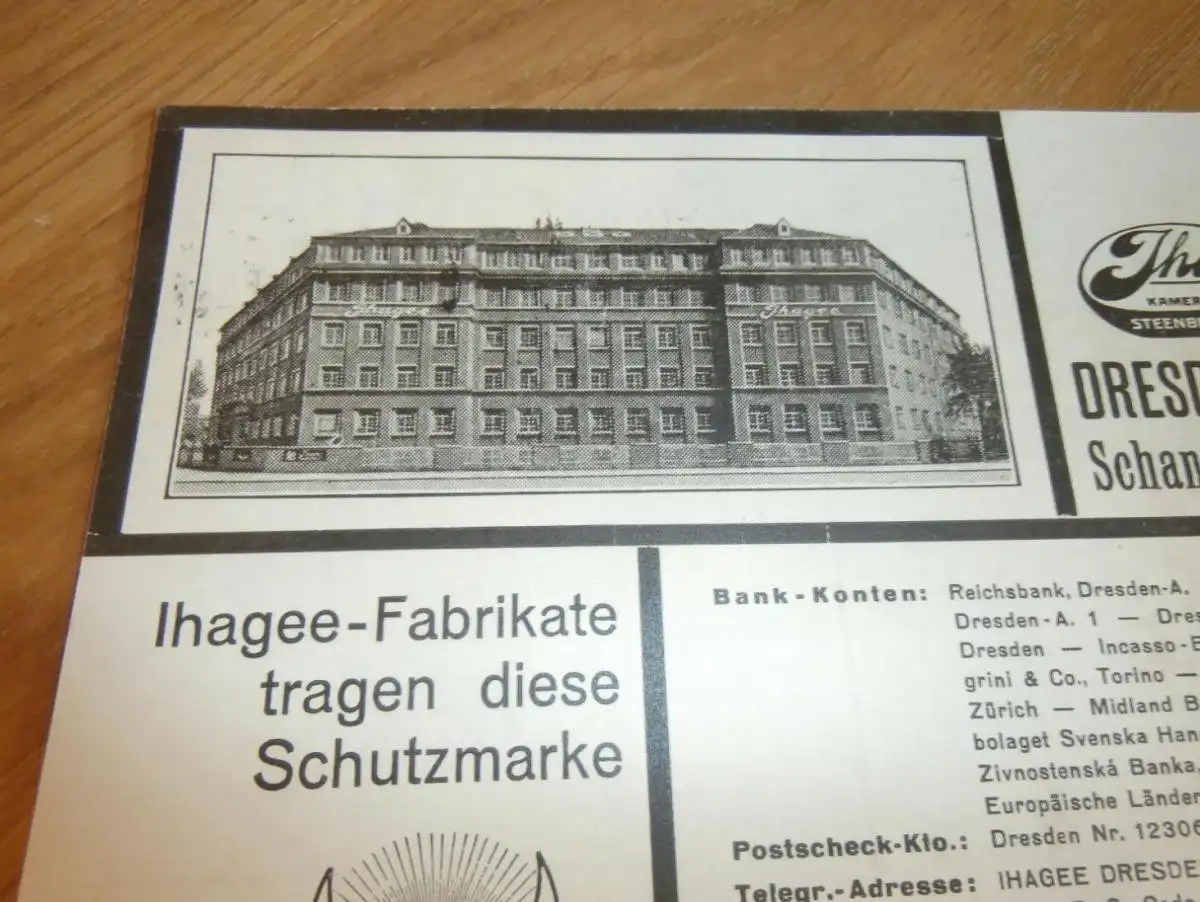 Ihagee
Ihagee
KAMER
STEENB
DRESD
Schan
Ihagee-Fabrikate
tragen diese
Schutzmarke
Bank-Konten: Reichsbank, Dresden-A.
Dresden-A. 1 — Dres
Dresden — Incasso-B
grini & Co., Torino —
Zürich — Midland B
bolaget Svenska Han
Zivnostenská Banka,
Europäische Länder
Postscheck-Kto.: Dresden Nr. 12306
Telegr.-Adresse: IHAGEE DRESDE